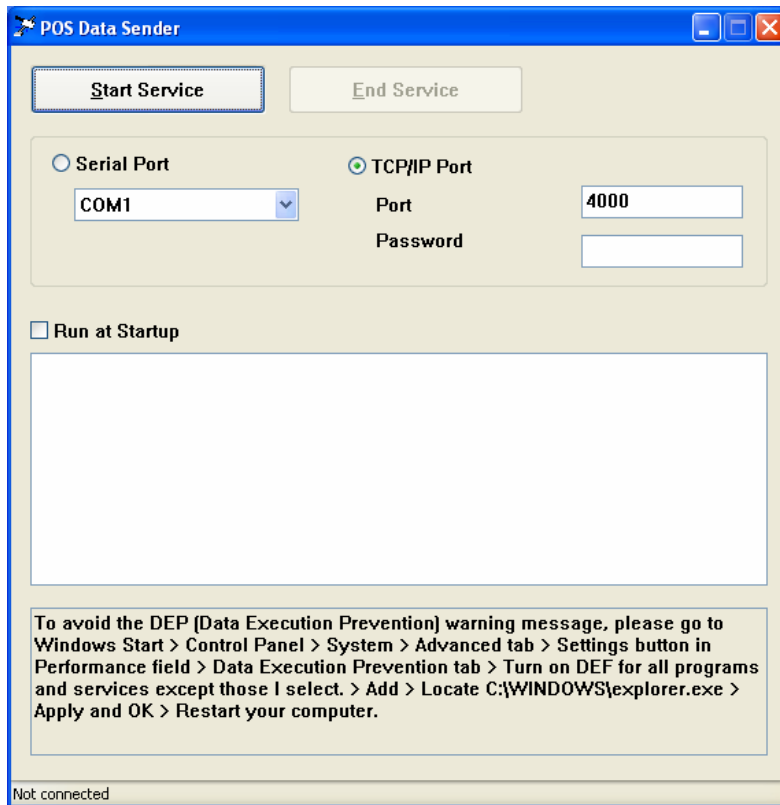 POS Data Sender
Start Service
End Service
Serial Port
TCP/IP Port
COM1
Port
4000
Password
Run at Startup
To avoid the DEP (Data Execution Prevention) warning message, please go to
Windows Start > Control Panel > System > Advanced tab > Settings button in
Performance field > Data Execution Prevention tab > Turn on DEF for all programs
and services except those I select. > Add > Locate C:\WINDOWS\explorer.exe >
Apply and OK > Restart your computer.
Not connected